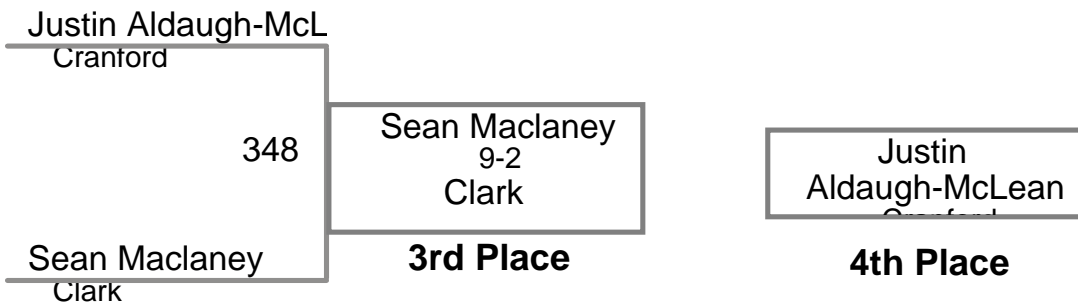 Justin Aldaugh-McL
Cranford
348
Sean Maclaney
Clark
Sean Maclaney
9-2
Clark
3rd Place
Justin
Aldaugh-McLean
Cranford
4th Place